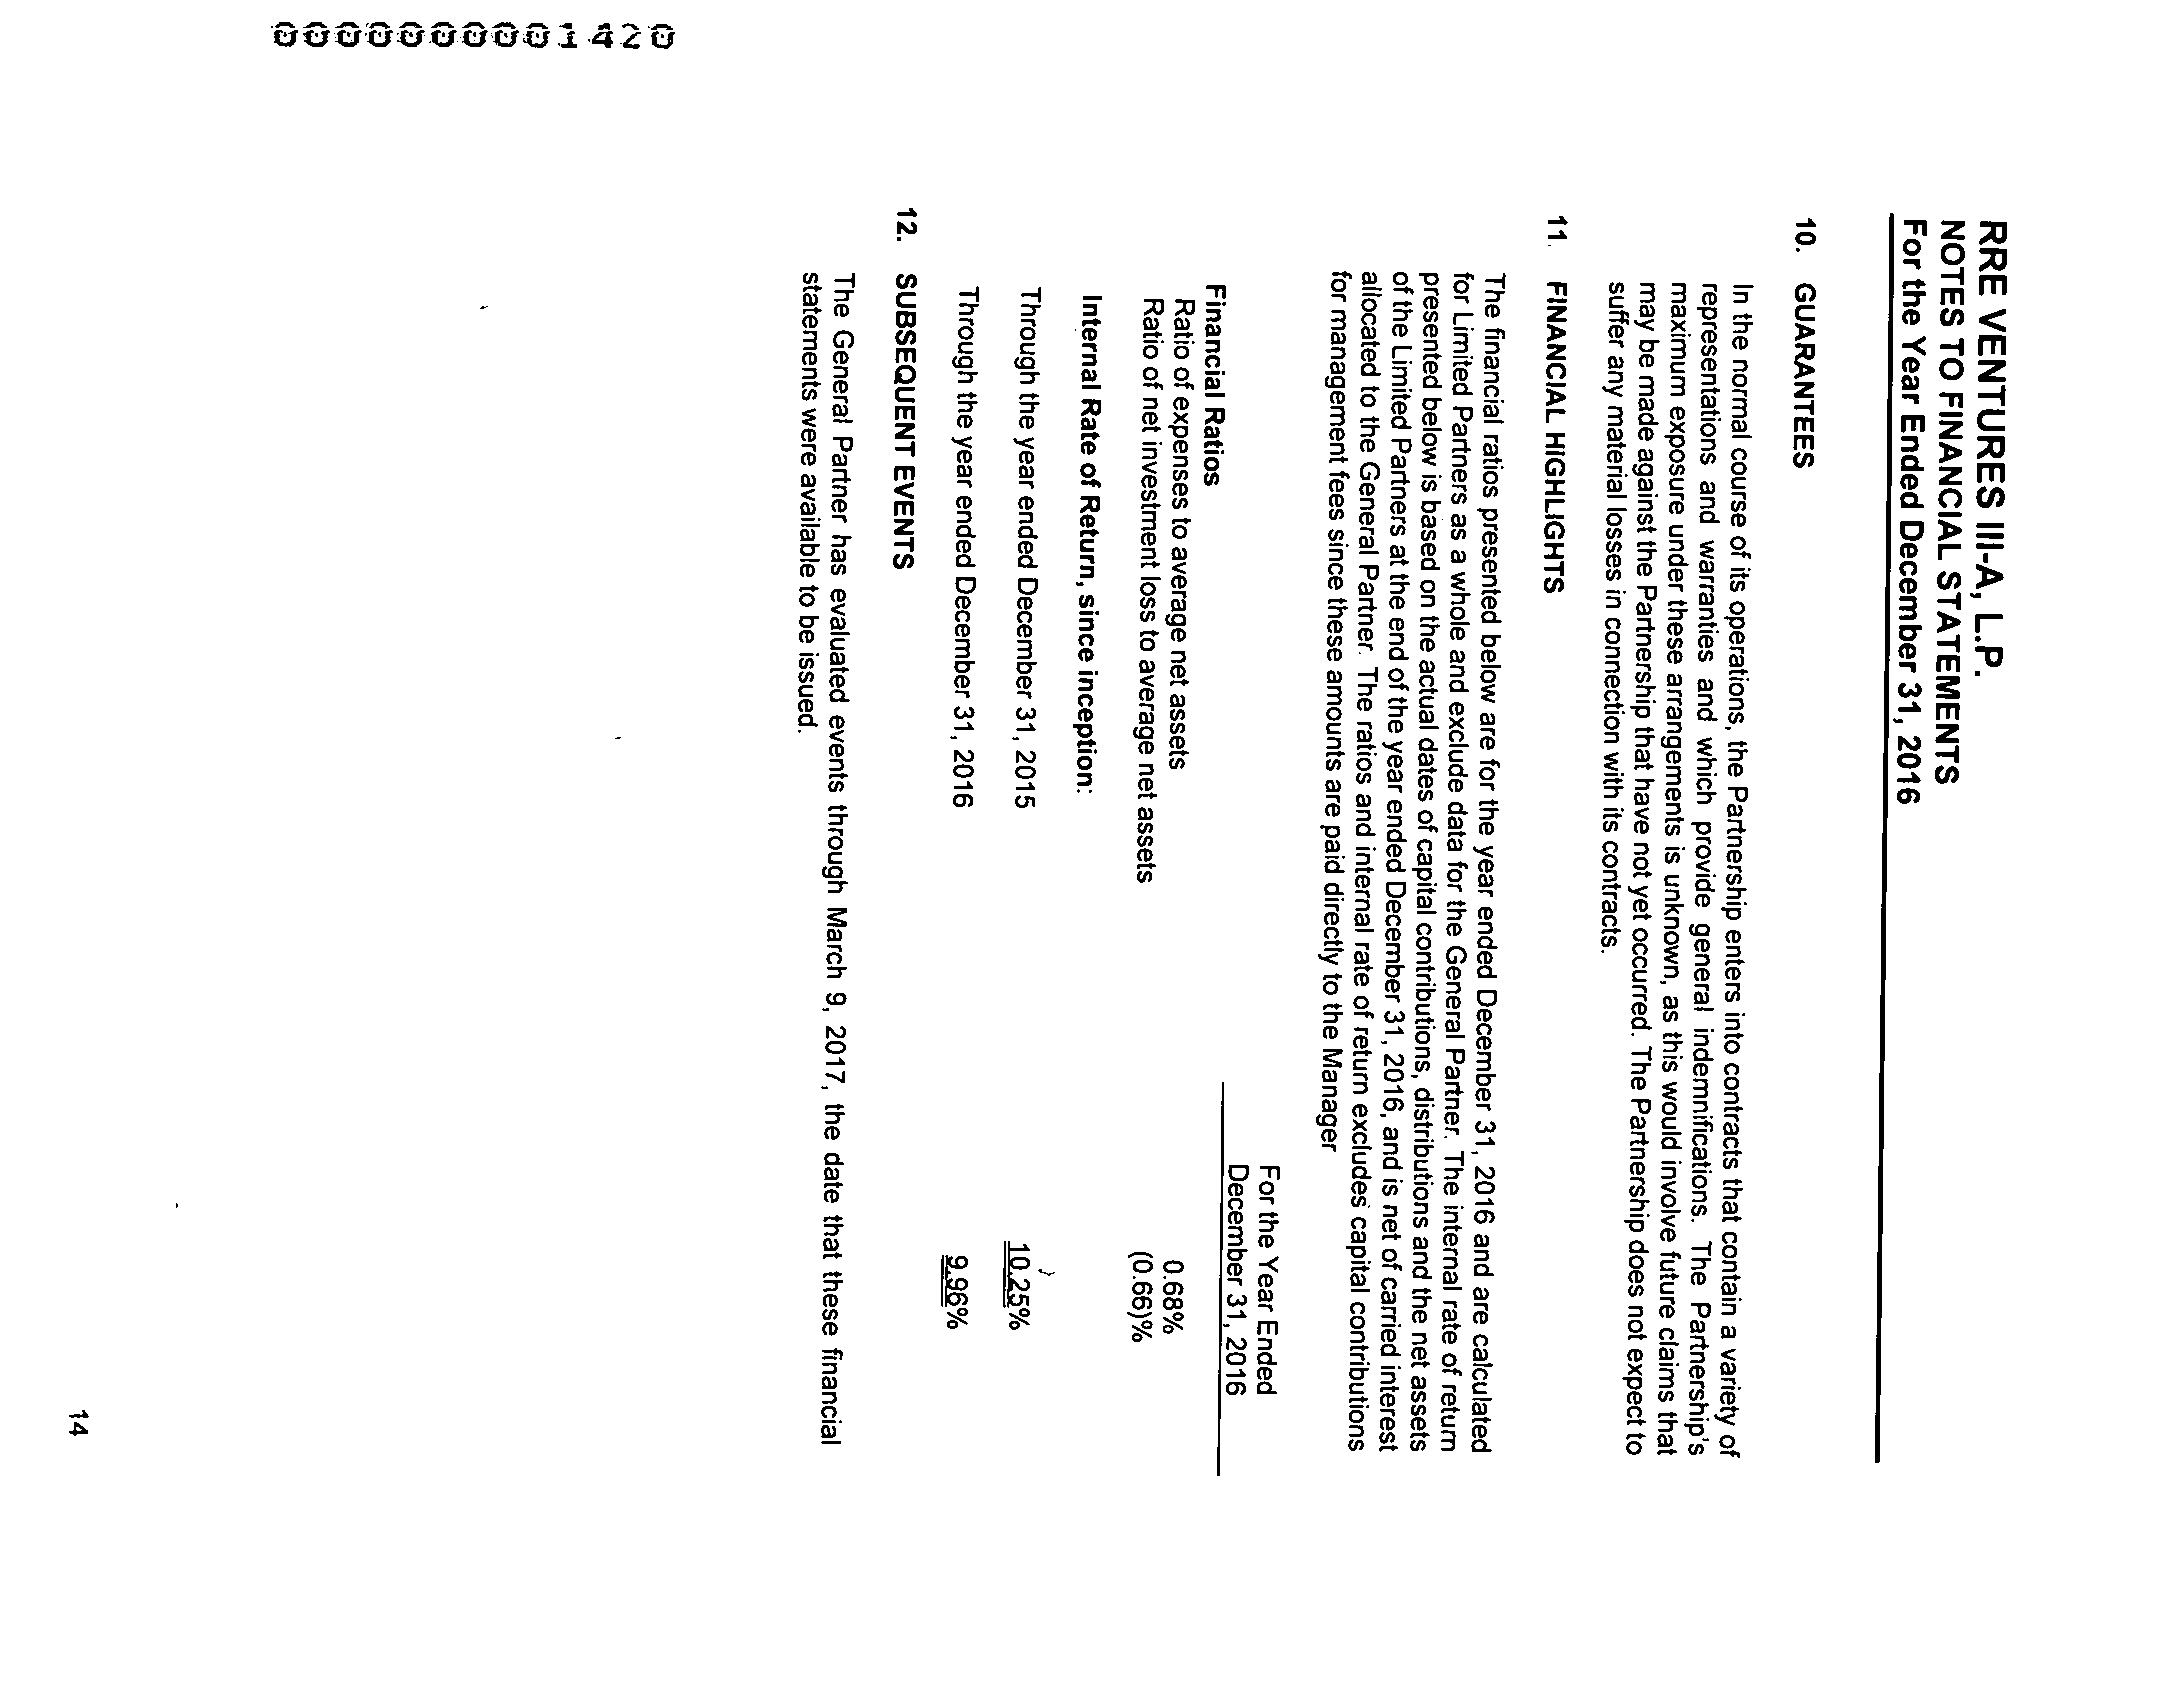 0000000001420
RRE VENTURES III-A, L.P.
NOTES TO FINANCIAL STATEMENTS
For the Year Ended December 31, 2016
10. GUARANTEES
In the normal course of its operations, the Partnership enters into contracts that contain a variety of
representations and warranties and which provide general indemnifications. The Partnership's
maximum exposure under these arrangements is unknown, as this would involve future claims that
may be made against the Partnership that have not yet occurred. The Partnership does not expect to
suffer any material losses in connection with its contracts.
11. FINANCIAL HIGHLIGHTS
The financial ratios presented below are for the year ended December 31, 2016 and are calculated
for Limited Partners as a whole and exclude data for the General Partner. The internal rate of return
presented below is based on the actual dates of capital contributions, distributions and the net assets
of the Limited Partners at the end of the year ended December 31, 2016, and is net of carried interest
allocated to the General Partner. The ratios and internal rate of return excludes capital contributions
for management fees since these amounts are paid directly to the Manager
For the Year Ended
December 31, 2016
Financial Ratios
Ratio of expenses to average net assets 0.68%
Ratio of net investment loss to average net assets (0.66)%
Internal Rate of Return, since inception:
Through the year ended December 31, 2015 10.25%
Through the year ended December 31, 2016 9.96%
12. SUBSEQUENT EVENTS
The General Partner has evaluated events through March 9, 2017, the date that these financial
statements were available to be issued.
14